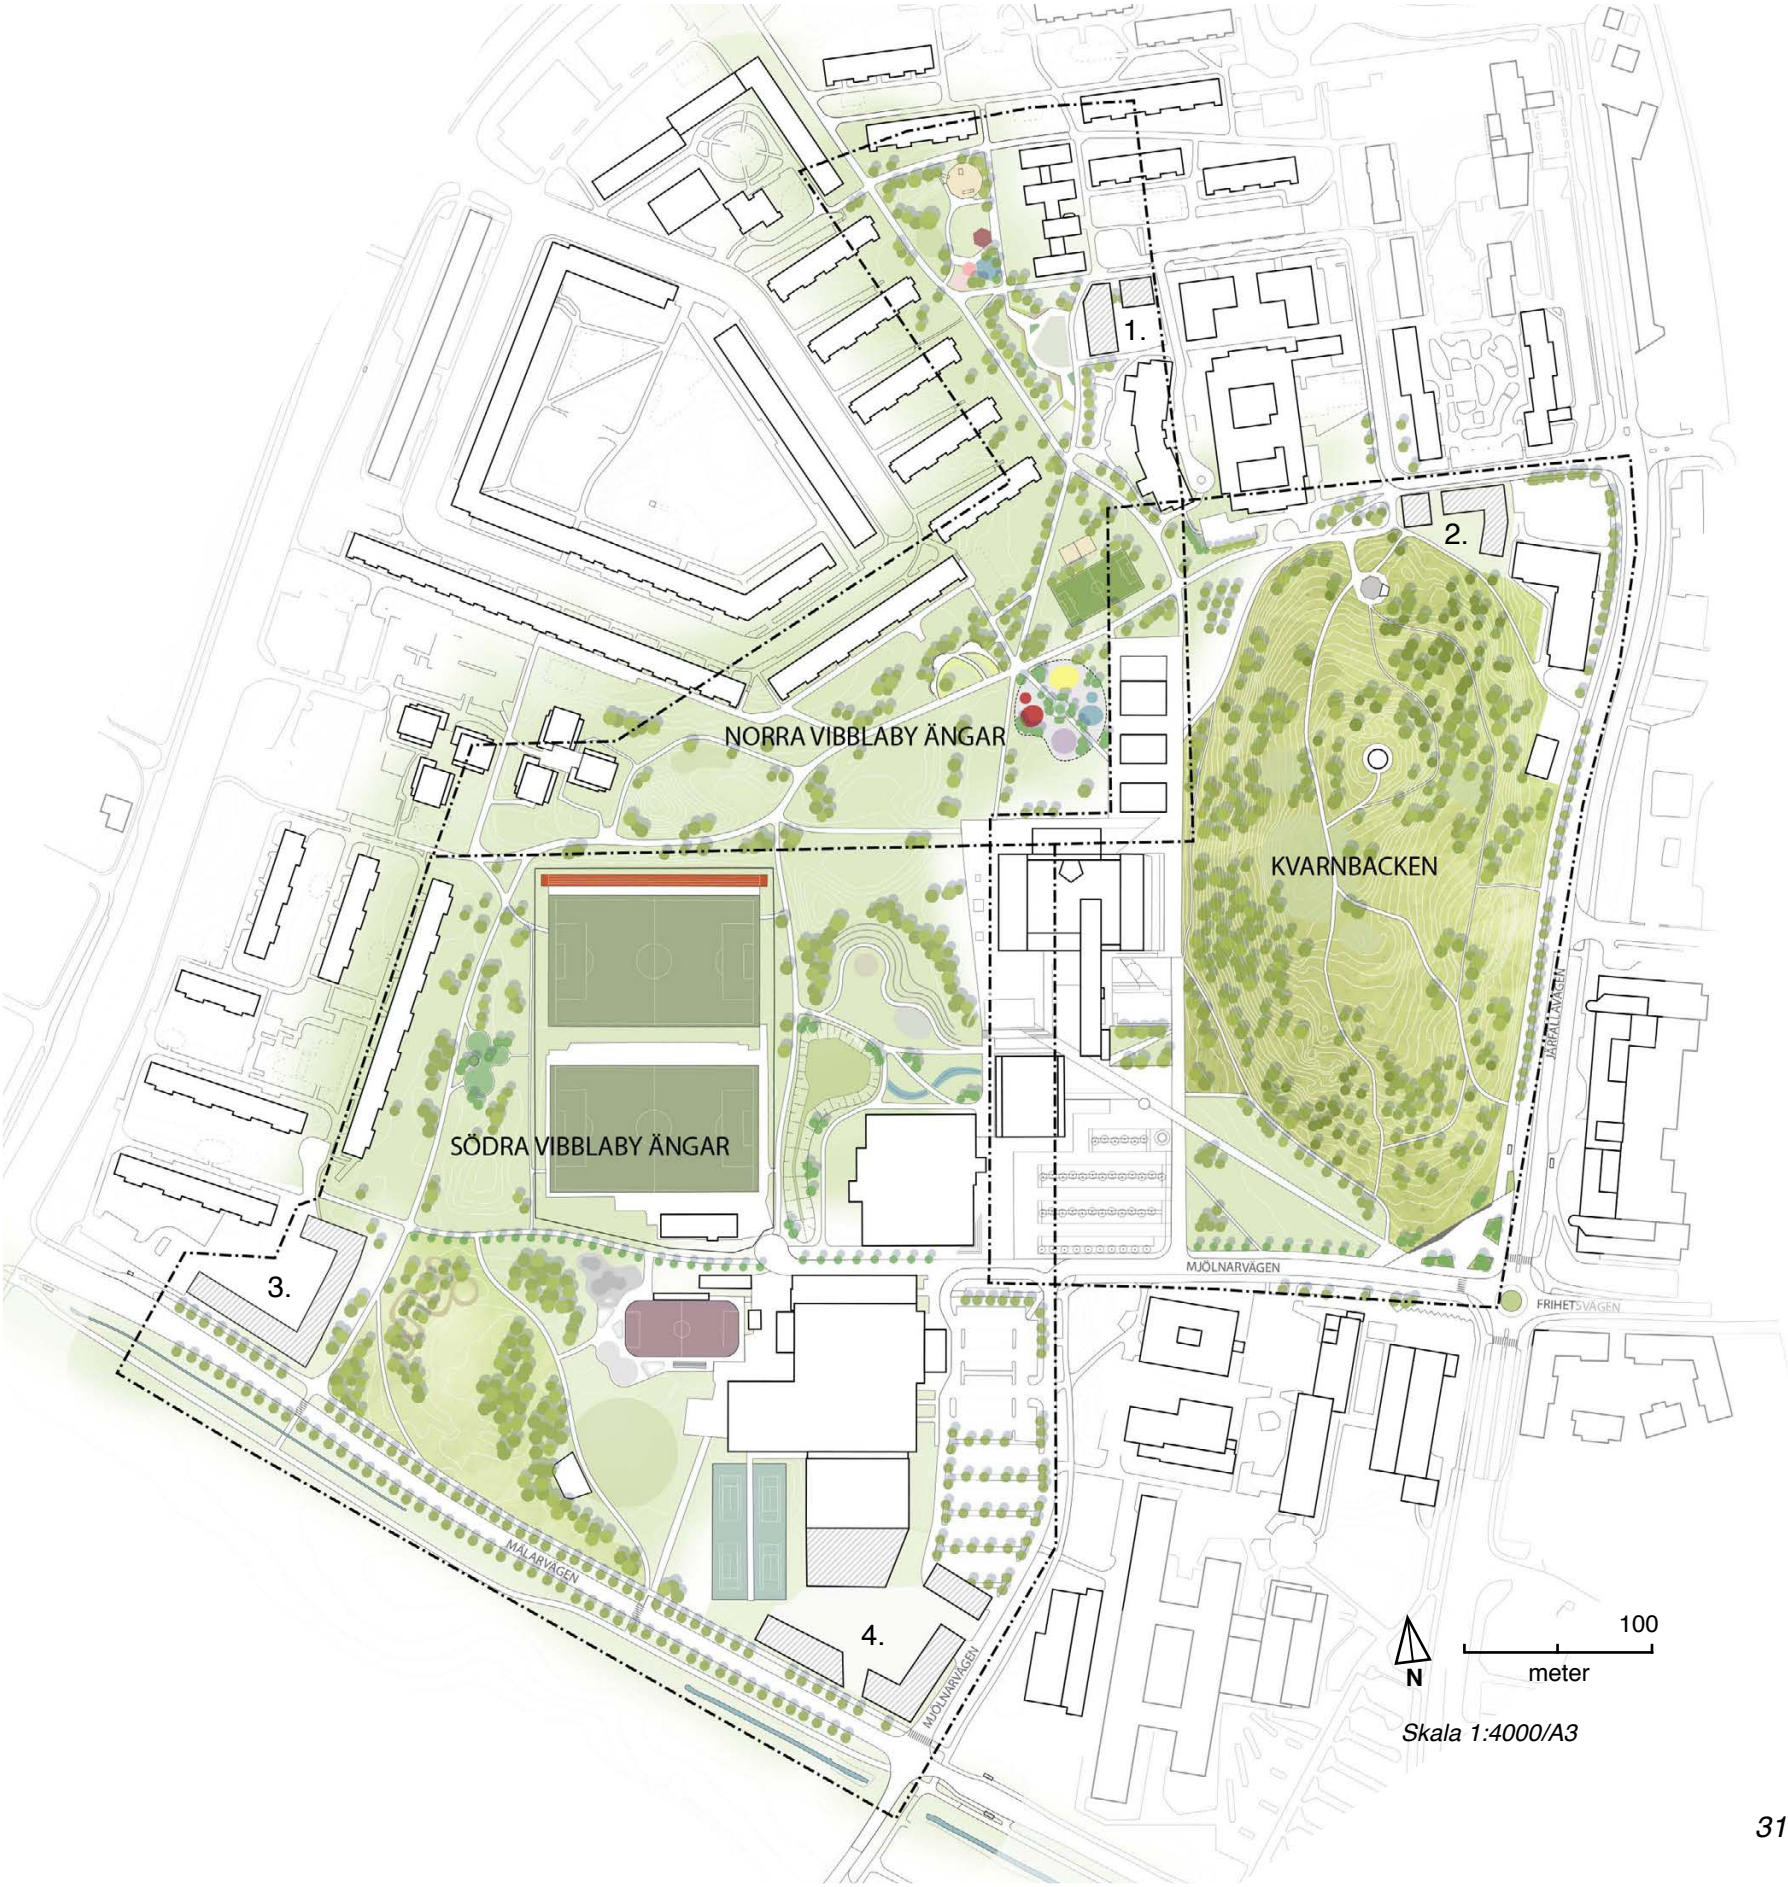 1.
2.
NORRA VIBBLABY ÄNGAR
KVARNBACKEN
JÄRFÄLLAVÄGEN
SÖDRA VIBBLABY ÄNGAR
MJÖLNARVÄGEN
3.
FRIHETSVÄGEN
MÄLARVÄGEN
4.
MJÖLNARVÄGEN
100
meter
N
Skala 1:4000/A3
31